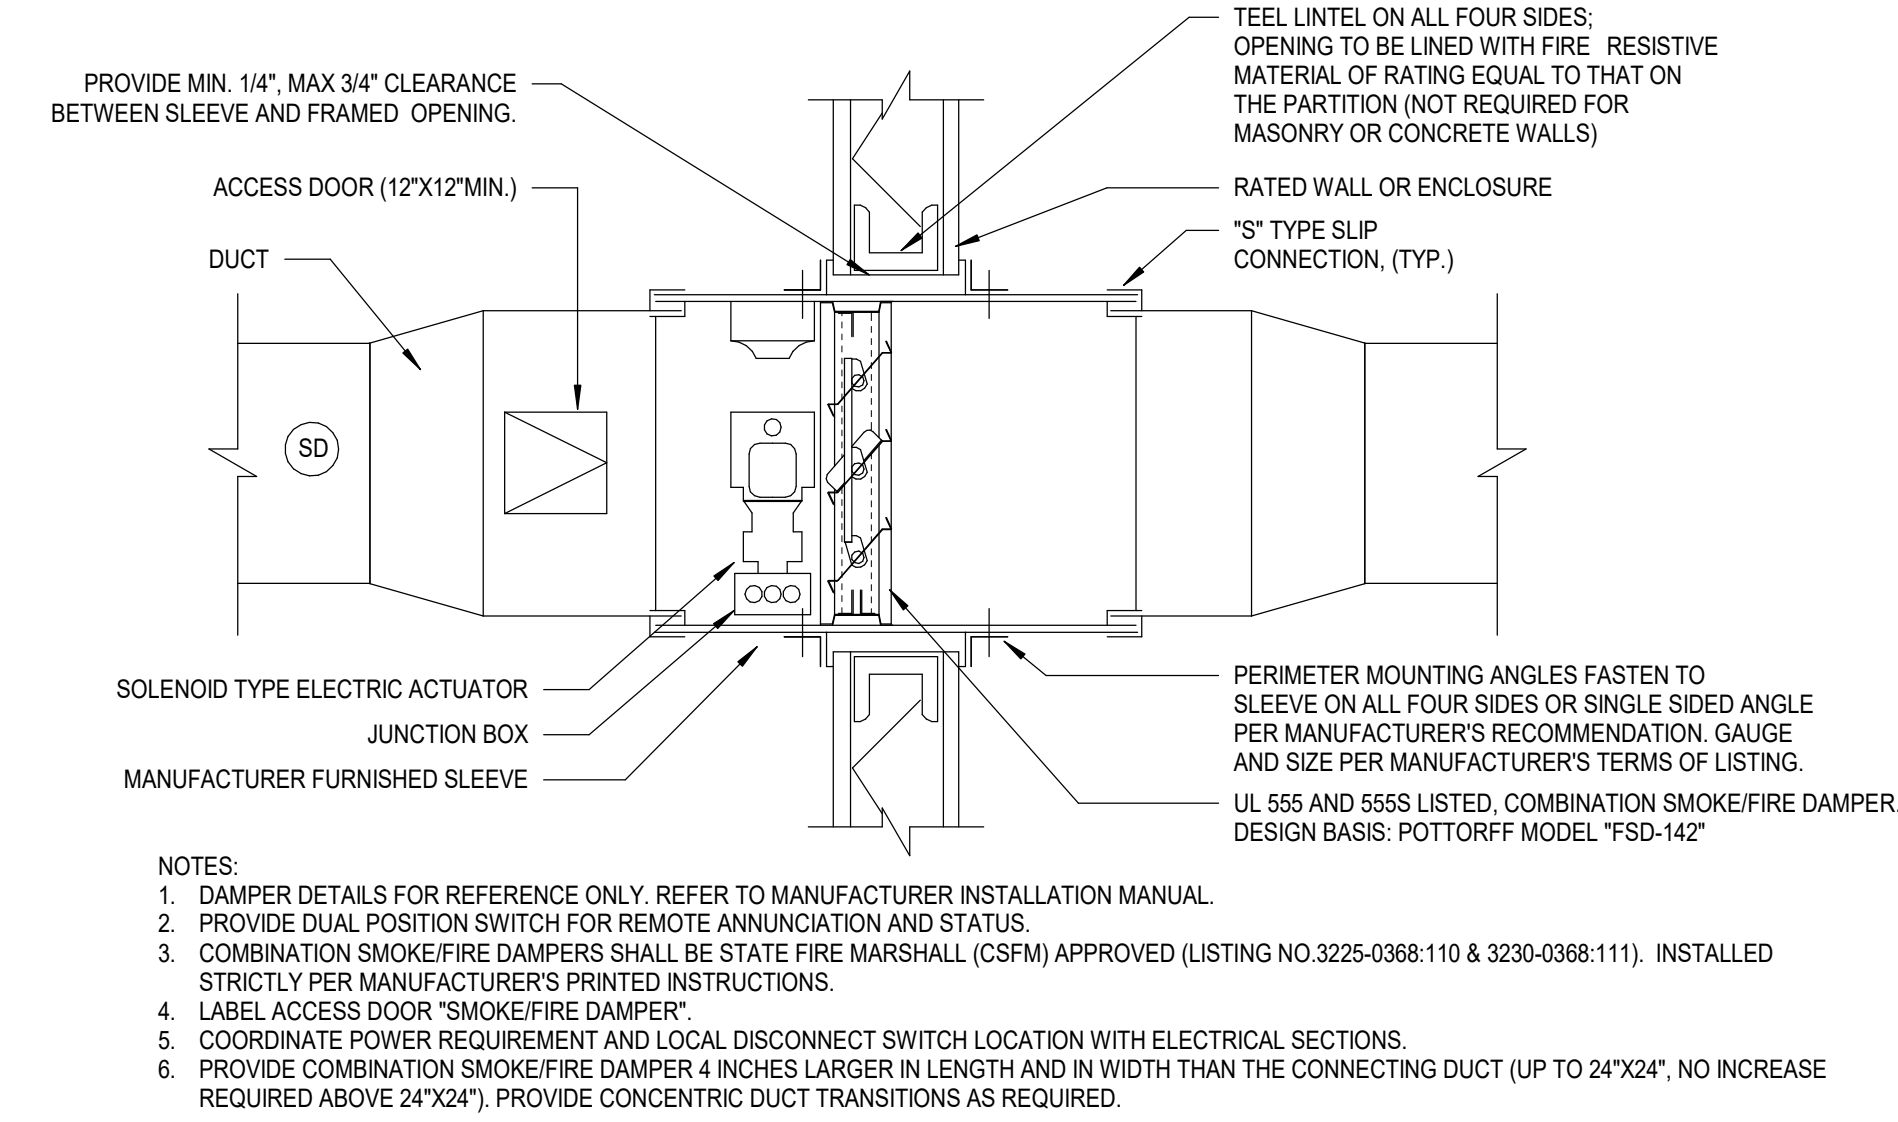 PROVIDE MIN. 1/4", MAX 3/4" CLEARANCE
BETWEEN SLEEVE AND FRAMED OPENING.
ACCESS DOOR (12"X12"MIN.)
DUCT
SD
SOLENOID TYPE ELECTRIC ACTUATOR
JUNCTION BOX
MANUFACTURER FURNISHED SLEEVE
TEEL LINTEL ON ALL FOUR SIDES;
OPENING TO BE LINED WITH FIRE RESISTIVE
MATERIAL OF RATING EQUAL TO THAT ON
THE PARTITION (NOT REQUIRED FOR
MASONRY OR CONCRETE WALLS)
RATED WALL OR ENCLOSURE
"S" TYPE SLIP
CONNECTION, (TYP.)
PERIMETER MOUNTING ANGLES FASTEN TO
SLEEVE ON ALL FOUR SIDES OR SINGLE SIDED ANGLE
PER MANUFACTURER'S RECOMMENDATION. GAUGE
AND SIZE PER MANUFACTURER'S TERMS OF LISTING.
UL 555 AND 555S LISTED, COMBINATION SMOKE/FIRE DAMPER.
DESIGN BASIS: POTTORFF MODEL "FSD-142"
NOTES:
1. DAMPER DETAILS FOR REFERENCE ONLY. REFER TO MANUFACTURER INSTALLATION MANUAL.
2. PROVIDE DUAL POSITION SWITCH FOR REMOTE ANNUNCIATION AND STATUS.
3. COMBINATION SMOKE/FIRE DAMPERS SHALL BE STATE FIRE MARSHALL (CSFM) APPROVED (LISTING NO.3225-0368:110 & 3230-0368:111). INSTALLED
STRICTLY PER MANUFACTURER'S PRINTED INSTRUCTIONS.
4. LABEL ACCESS DOOR "SMOKE/FIRE DAMPER".
5. COORDINATE POWER REQUIREMENT AND LOCAL DISCONNECT SWITCH LOCATION WITH ELECTRICAL SECTIONS.
6. PROVIDE COMBINATION SMOKE/FIRE DAMPER 4 INCHES LARGER IN LENGTH AND IN WIDTH THAN THE CONNECTING DUCT (UP TO 24"X24", NO INCREASE
REQUIRED ABOVE 24"X24"). PROVIDE CONCENTRIC DUCT TRANSITIONS AS REQUIRED.